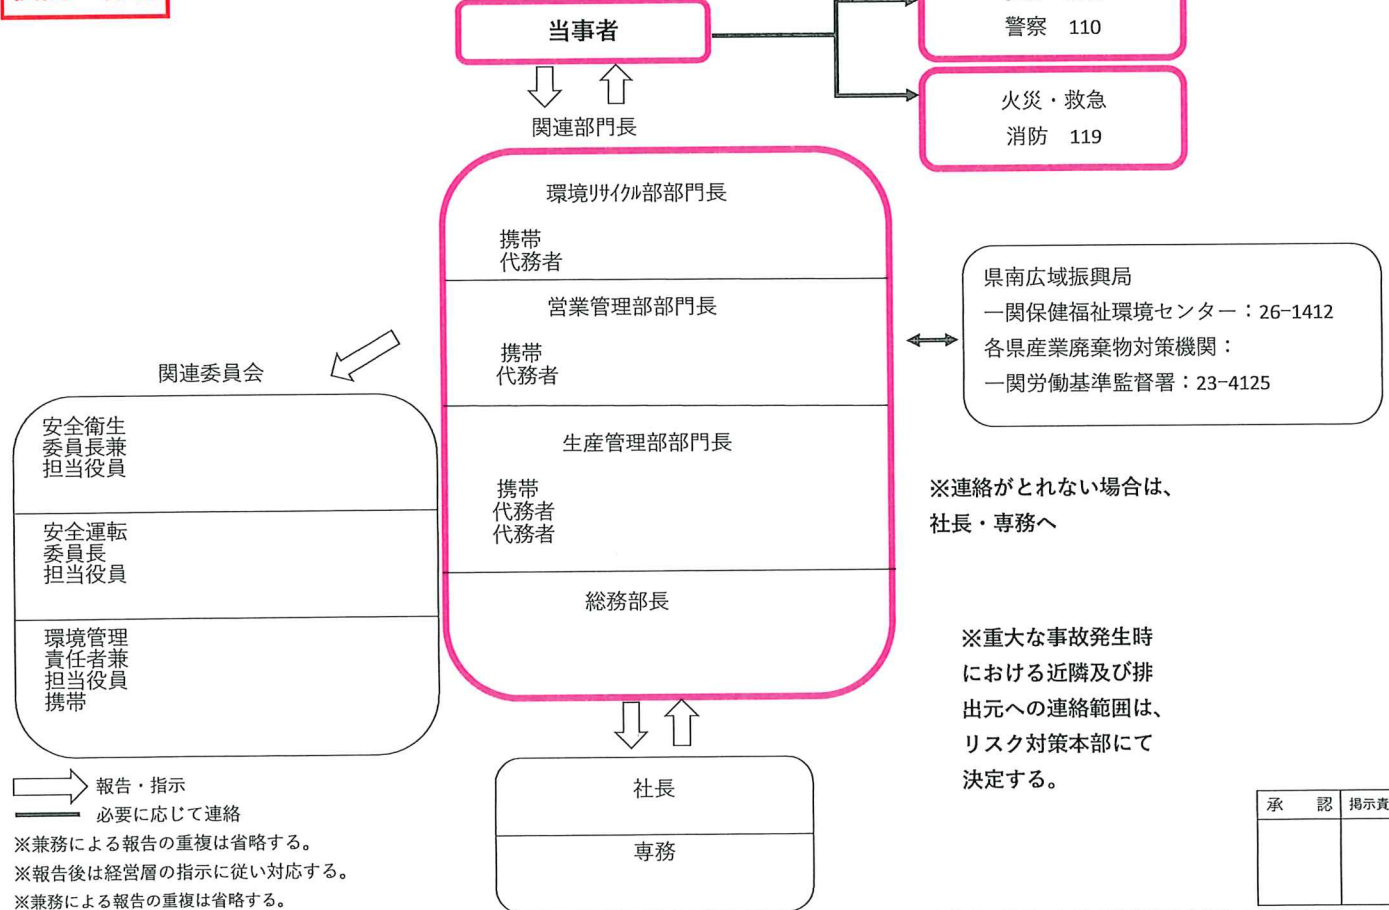 当事者
警察　110
火災・救急
消防　119
関連部門長
環境ﾘｻｲｸﾙ部部門長
携帯
代務者
営業管理部部門長
携帯
代務者
生産管理部部門長
携帯
代務者
代務者
総務部長
県南広域振興局
一関保健福祉環境センター：26-1412
各県産業廃棄物対策機関：
一関労働基準監督署：23-4125
関連委員会
安全衛生
委員長兼
担当役員
安全運転
委員長
担当役員
環境管理
責任者兼
担当役員
携帯
※連絡がとれない場合は、
社長・専務へ
※重大な事故発生時
における近隣及び排
出元への連絡範囲は、
リスク対策本部にて
決定する。
社長
専務
報告・指示
必要に応じて連絡
※兼務による報告の重複は省略する。
※報告後は経営層の指示に従い対応する。
※兼務による報告の重複は省略する。
承　認
掲示責